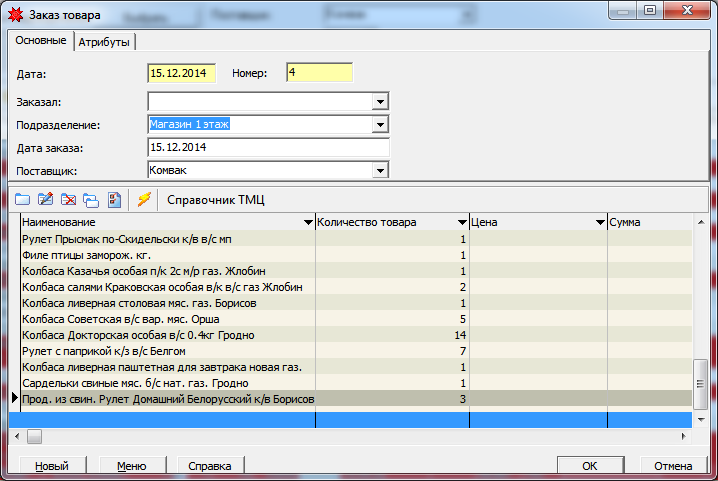 Заказ товара
Основные Атрибуты
Дата: 15.12.2014 Номер: 4
Заказал:
Подразделение: Магазин 1 этаж
Дата заказа: 15.12.2014
Поставщик: Комвак
Справочник ТМЦ
Наименование Количество товара Цена Сумма
Рулет Прысмак по-Скидельски к/в в/с мп 1
Филе птицы заморож. кг. 1
Колбаса Казачья особая п/к 2с м/р газ. Жлобин 1
Колбаса салями Краковская особая в/к в/с газ Жлобин 2
Колбаса ливерная столовая мяс. газ. Борисов 1
Колбаса Советская в/с вар. мяс. Орша 5
Колбаса Докторская особая в/с 0.4кг Гродно 14
Рулет с паприкой к/з в/с Белгом 7
Колбаса ливерная паштетная для завтрака новая газ. 1
Сардельки свиные мяс. б/с нат. газ. Гродно 1
Прод. из свин. Рулет Домашний Белорусский к/в Борисов 3
Новый Меню Справка ОК Отмена